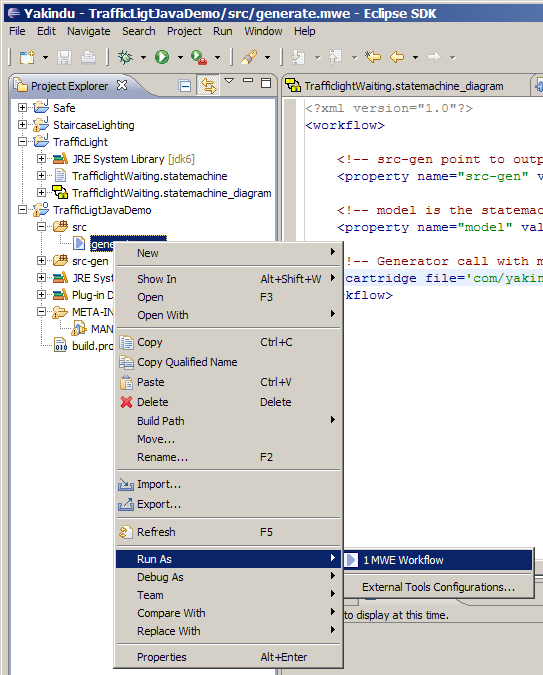 Yakindu - TrafficLigtJavaDemo/src/generate.mwe - Eclipse SDK
File Edit Navigate Search Project Run Window Help
Project Explorer
TrafficlightWaiting.statemachine_diagram
Safe
StaircaseLighting
TrafficLight
JRE System Library [jdk6]
TrafficlightWaiting.statemachine
TrafficlightWaiting.statemachine_diagram
TrafficLigtJavaDemo
src
gene
src-gen
JRE Syst
Plug-in D
META-IN
MAN
build.pro
<?xml version="1.0"?>
<workflow>
<!-- src-gen point to outp
<property name="src-gen" v
<!-- model is the statemac
<property name="model" val
!-- Generator call with m
cartridge file='com/yakin
kflow>
New
Show In Alt+Shift+W
Open F3
Open With
Copy Ctrl+C
Copy Qualified Name
Paste Ctrl+V
Delete Delete
Build Path
Move...
Rename... F2
Import...
Export...
Refresh F5
Run As
Debug As
Team
Compare With
Replace With
Properties Alt+Enter
1 MWE Workflow
External Tools Configurations...
to display at this time.